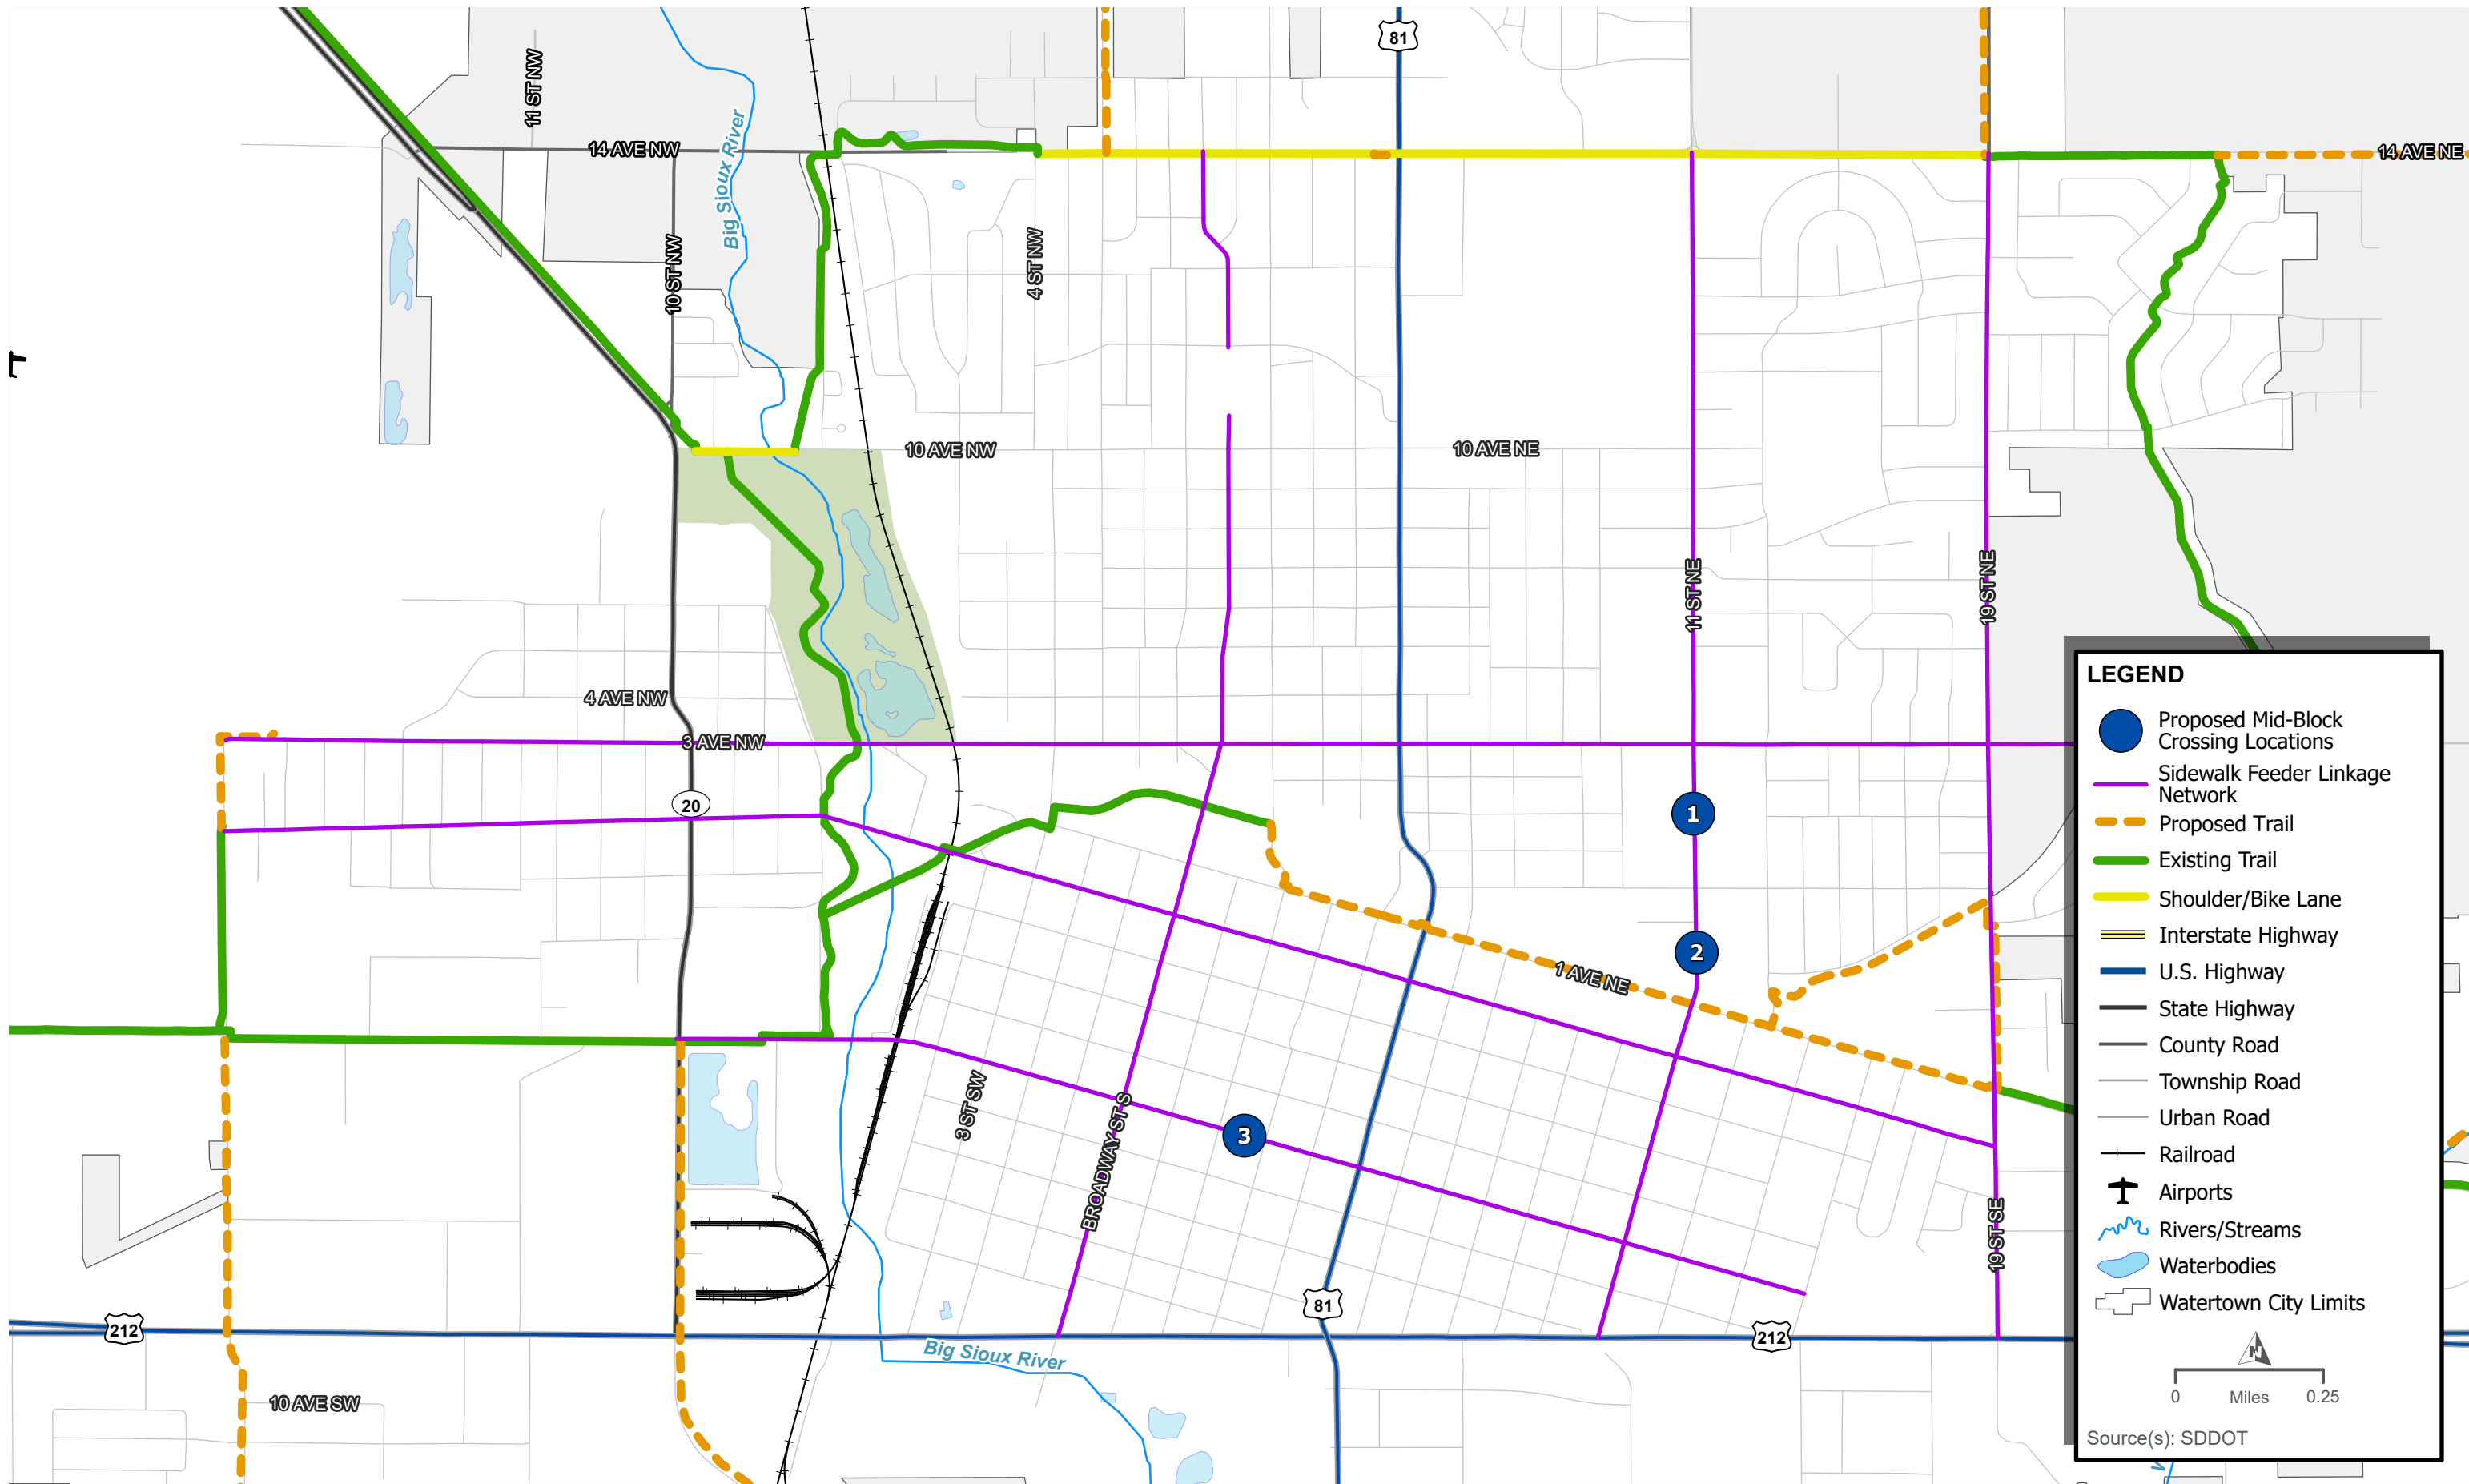 81
11 ST NW
14 AVE NW
Big Sioux River
14 AVE NE
10 ST NW
4 ST NW
10 AVE NW
10 AVE NE
11 ST NE
19 ST NE
4 AVE NW
3 AVE NW
20
1
2
1 AVE NE
3 ST SW
BROADWAY ST S
3
19 ST SE
81
212
212
Big Sioux River
10 AVE SW
LEGEND
Proposed Mid-Block
Crossing Locations
Sidewalk Feeder Linkage
Network
Proposed Trail
Existing Trail
Shoulder/Bike Lane
Interstate Highway
U.S. Highway
State Highway
County Road
Township Road
Urban Road
Railroad
Airports
Rivers/Streams
Waterbodies
Watertown City Limits
N
0 Miles 0.25
Source(s): SDDOT